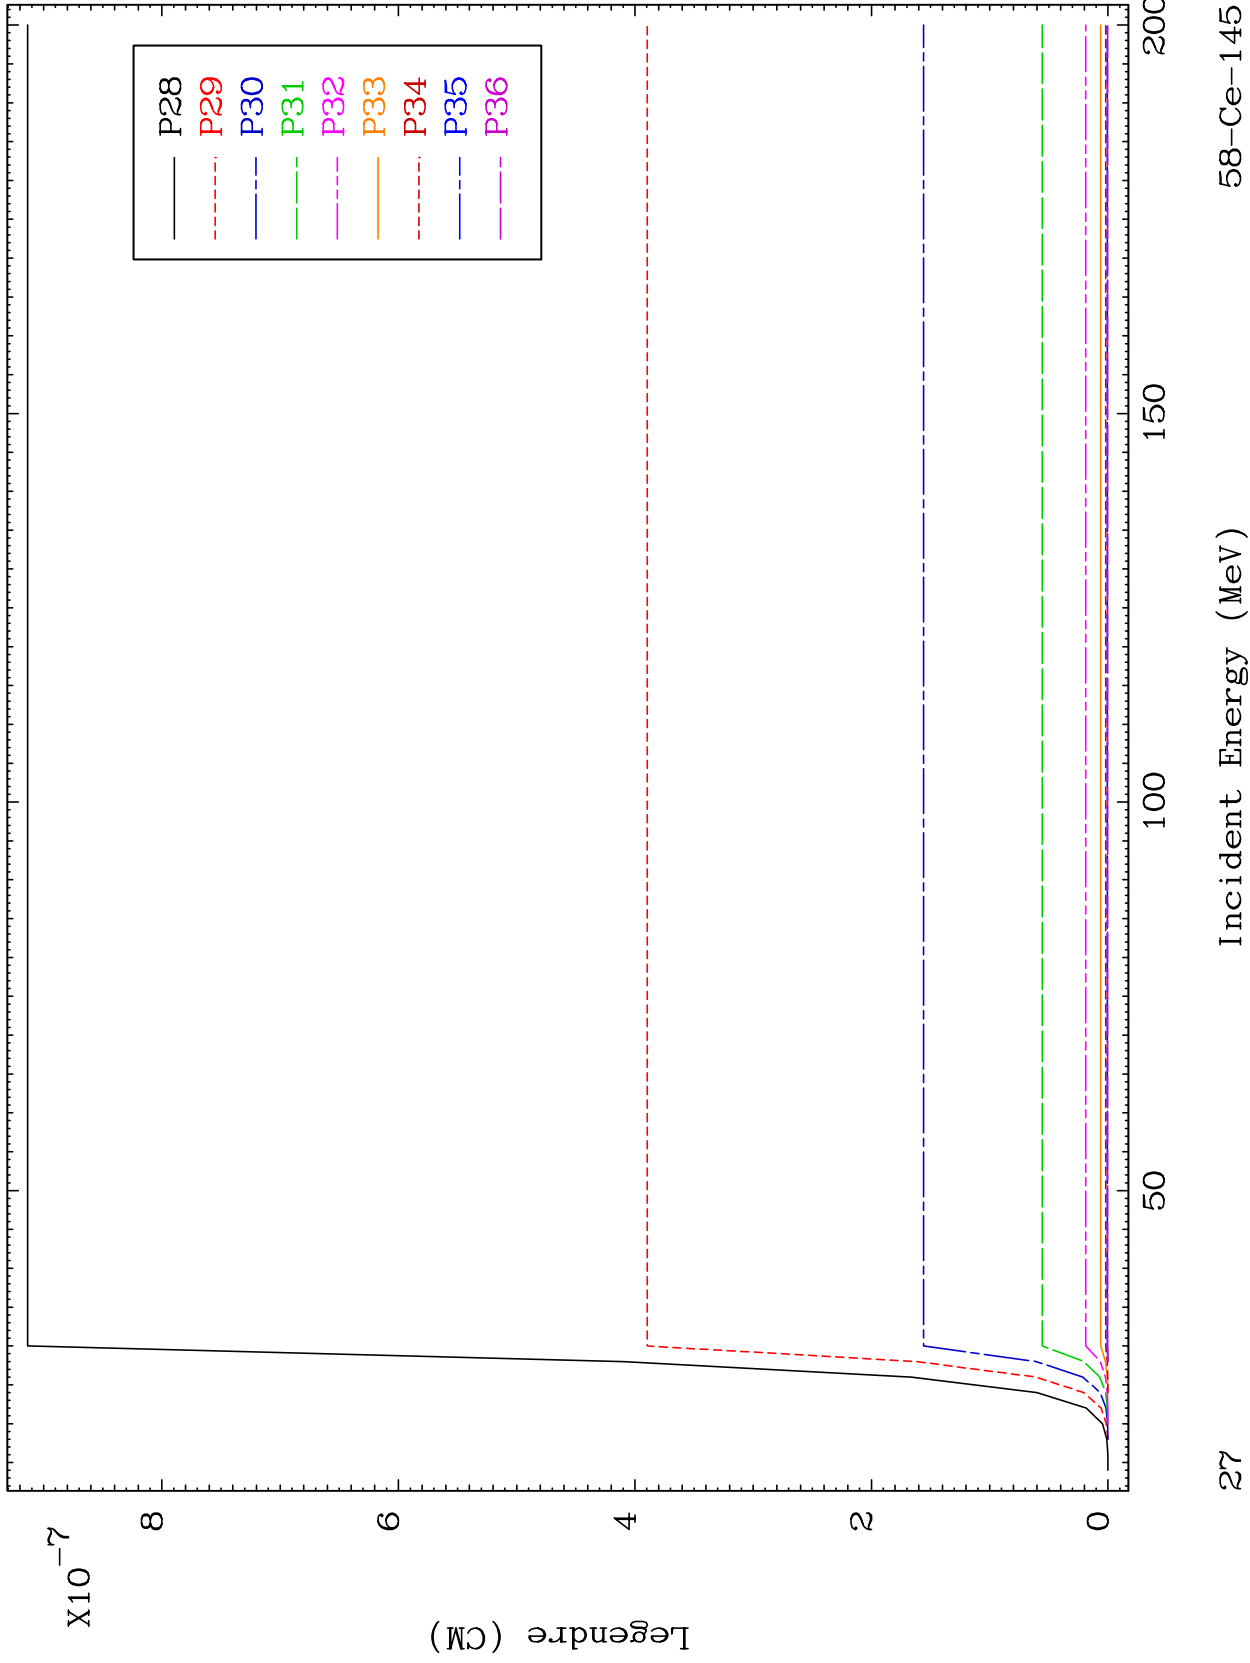 X10⁻⁷
8
6
4
2
0
Legendre (CM)
P28
P29
P30
P31
P32
P33
P34
P35
P36
50
100
150
200
Incident Energy (MeV)
27
58-Ce-145